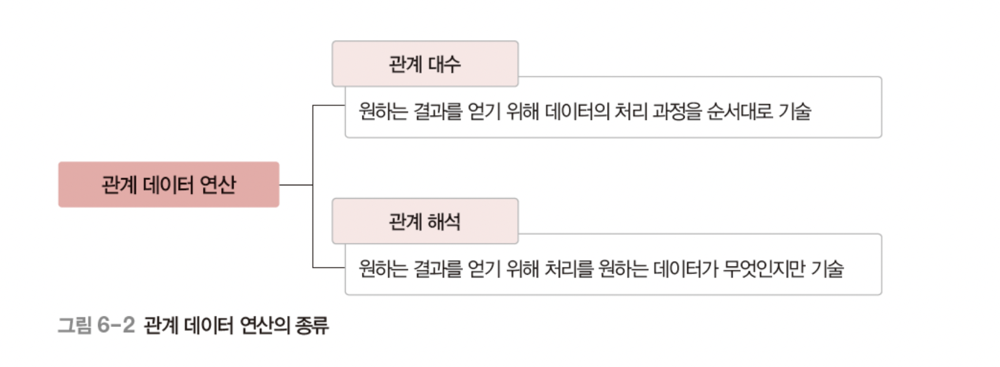 관계 대수
원하는 결과를 얻기 위해 데이터의 처리 과정을 순서대로 기술
관계 데이터 연산
관계 해석
원하는 결과를 얻기 위해 처리를 원하는 데이터가 무엇인지만 기술
그림 6-2 관계 데이터 연산의 종류